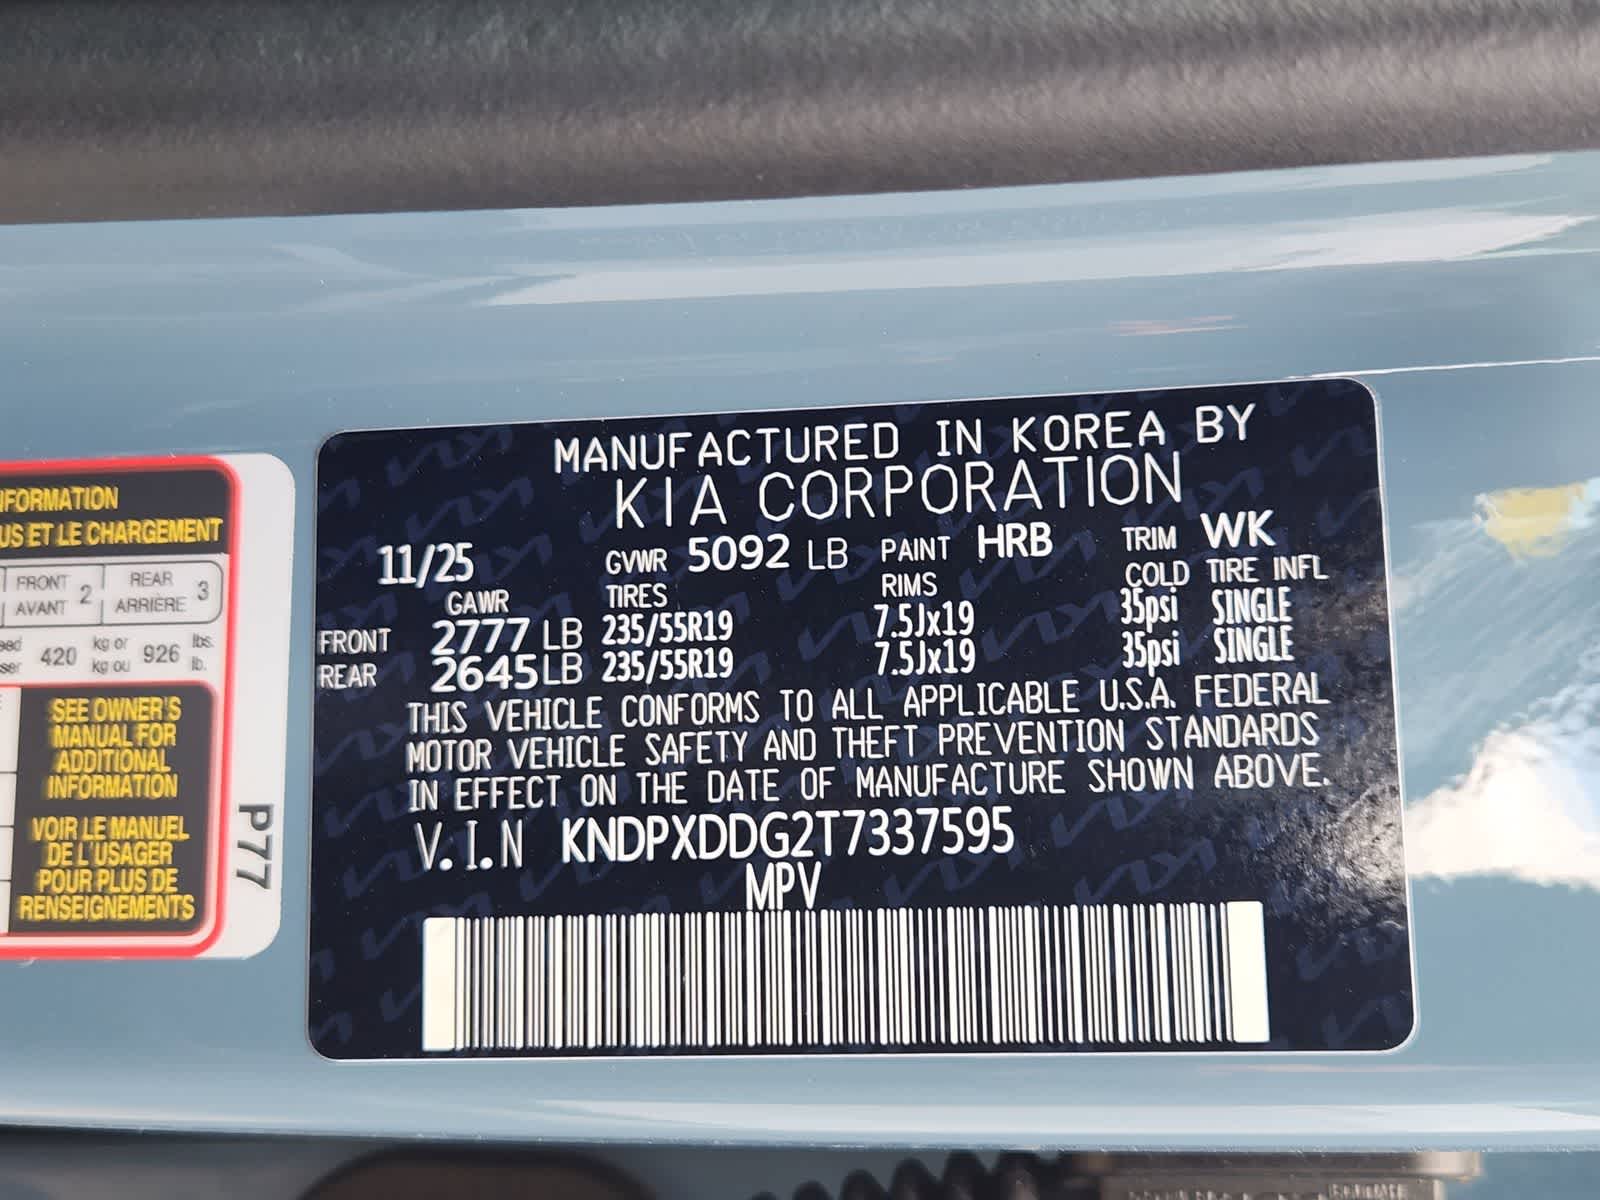 NFORMATION
US ET LE CHARGEMENT
FRONT 2 REAR 3
AVANT ARRIÈRE
420 kg or 926 lbs.
kg ou lb.
SEE OWNER'S
MANUAL FOR
ADDITIONAL
INFORMATION
VOIR LE MANUEL
DE L'USAGER
POUR PLUS DE
RENSEIGNEMENTS
P77
MANUFACTURED IN KOREA BY
KIA CORPORATION
11/25 GVWR 5092 LB PAINT HRB TRIM WK
GAWR TIRES RIMS COLD TIRE INFL
FRONT 2777 LB 235/55R19 7.5Jx19 35psi SINGLE
REAR 2645 LB 235/55R19 7.5Jx19 35psi SINGLE
THIS VEHICLE CONFORMS TO ALL APPLICABLE U.S.A. FEDERAL
MOTOR VEHICLE SAFETY AND THEFT PREVENTION STANDARDS
IN EFFECT ON THE DATE OF MANUFACTURE SHOWN ABOVE.
V.I.N KNDPXDDG2T7337595
MPV